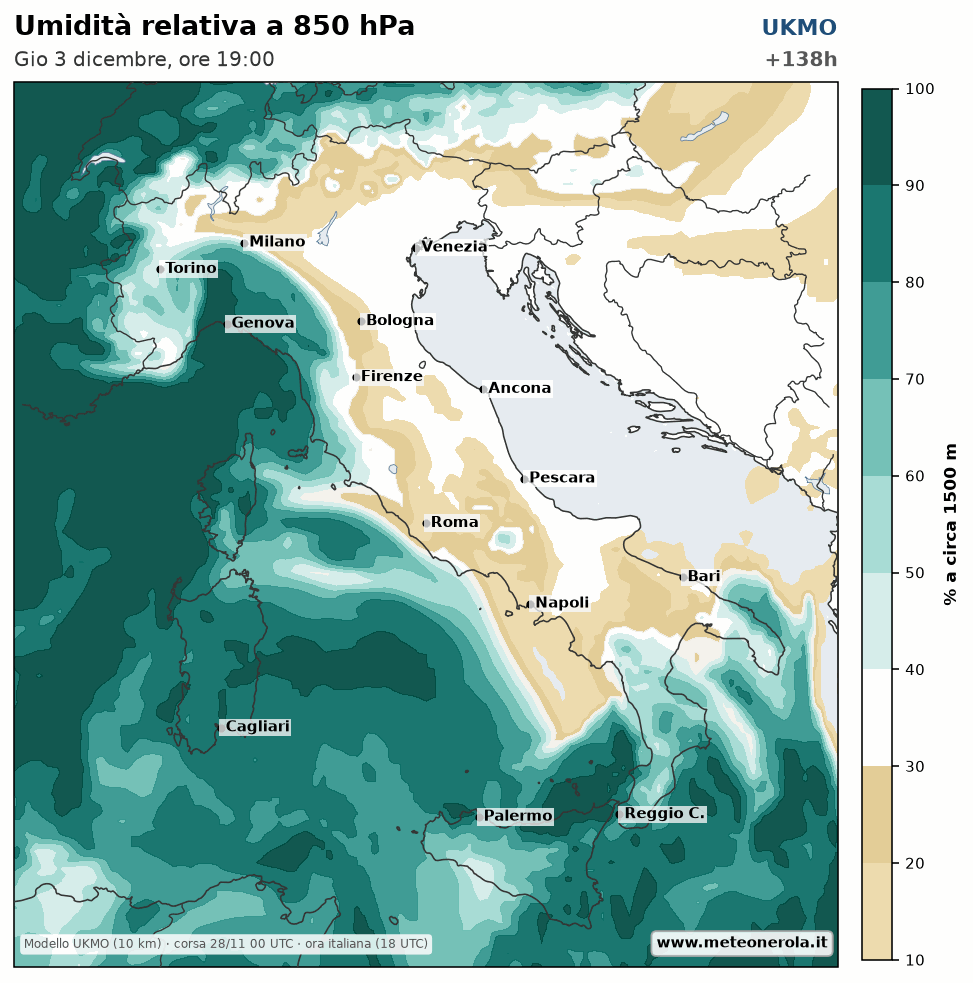 Umidità relativa a 850 hPa
UKMO
Gio 3 dicembre, ore 19:00
+138h
100
90
80
70
60
50
40
30
20
10
% a circa 1500 m
Milano
Venezia
Torino
Genova
Bologna
Firenze
Ancona
Pescara
Roma
Bari
Napoli
Cagliari
Palermo
Reggio C.
Modello UKMO (10 km) · corsa 28/11 00 UTC · ora italiana (18 UTC)
www.meteonerola.it